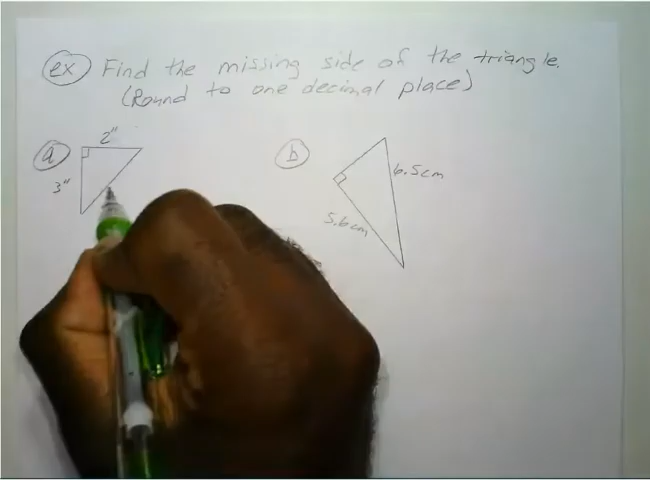 ex Find the missing side of the triangle.
(Round to one decimal place)
a 2"
3"
b 6.5cm
5.6cm